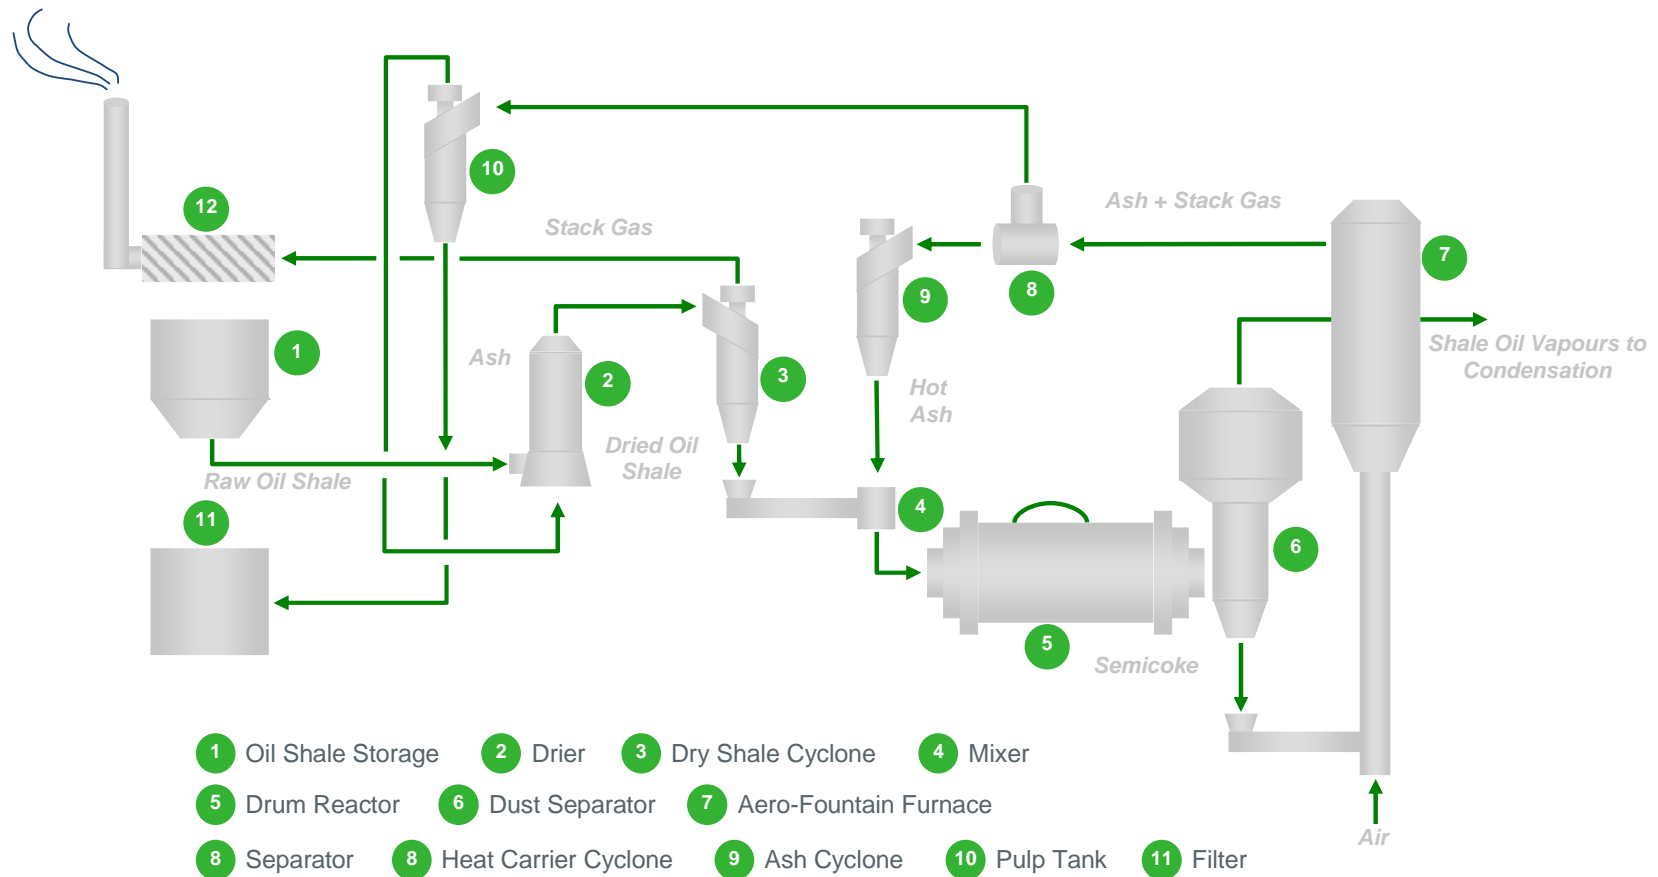 10
12
Stack Gas
Ash + Stack Gas
7
8
9
1
Ash
2
3
Hot
Ash
Shale Oil Vapours to
Condensation
Dried Oil
Shale
Raw Oil Shale
4
11
6
5
Semicoke
Air
1 Oil Shale Storage 2 Drier 3 Dry Shale Cyclone 4 Mixer
5 Drum Reactor 6 Dust Separator 7 Aero-Fountain Furnace
8 Separator 8 Heat Carrier Cyclone 9 Ash Cyclone 10 Pulp Tank 11 Filter